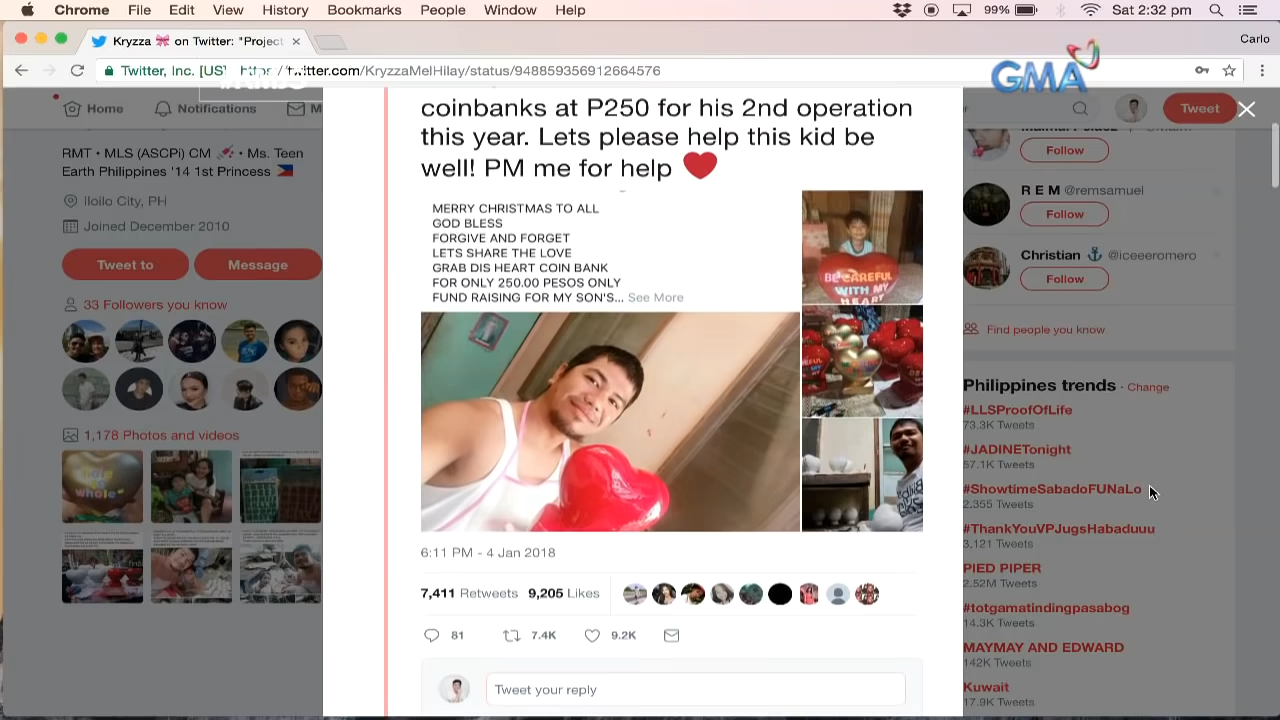 Chrome File Edit View History Bookmarks People Window Help
99% Sat 2:32 pm
Kryzza on Twitter: "Project
Carlo
Twitter, Inc. [US] https://twitter.com/KryzzaMelHilay/status/948859356912664576
GMA
Home Notifications M
Tweet
RMT • MLS (ASCPi) CM • Ms. Teen
Earth Philippines '14 1st Princess
Iloilo City, PH
Joined December 2010
Tweet to Message
33 Followers you know
1,178 Photos and videos
coinbanks at P250 for his 2nd operation
this year. Lets please help this kid be
well! PM me for help
MERRY CHRISTMAS TO ALL
GOD BLESS
FORGIVE AND FORGET
LETS SHARE THE LOVE
GRAB DIS HEART COIN BANK
FOR ONLY 250.00 PESOS ONLY
FUND RAISING FOR MY SON'S... See More
BE CAREFUL
WITH MY
HEART
6:11 PM - 4 Jan 2018
7,411 Retweets 9,205 Likes
81 7.4K 9.2K
Tweet your reply
Follow
R E M @remsamuel
Follow
Christian @iceeeromero
Follow
Find people you know
Philippines trends · Change
#LLSProofOfLife
73.3K Tweets
#JADINETonight
57.1K Tweets
#ShowtimeSabadoFUNaLo
2,355 Tweets
#ThankYouVPJugsHabaduuu
3,121 Tweets
PIED PIPER
2.52M Tweets
#totgamatindingpasabog
14.3K Tweets
MAYMAY AND EDWARD
142K Tweets
Kuwait
17.9K Tweets